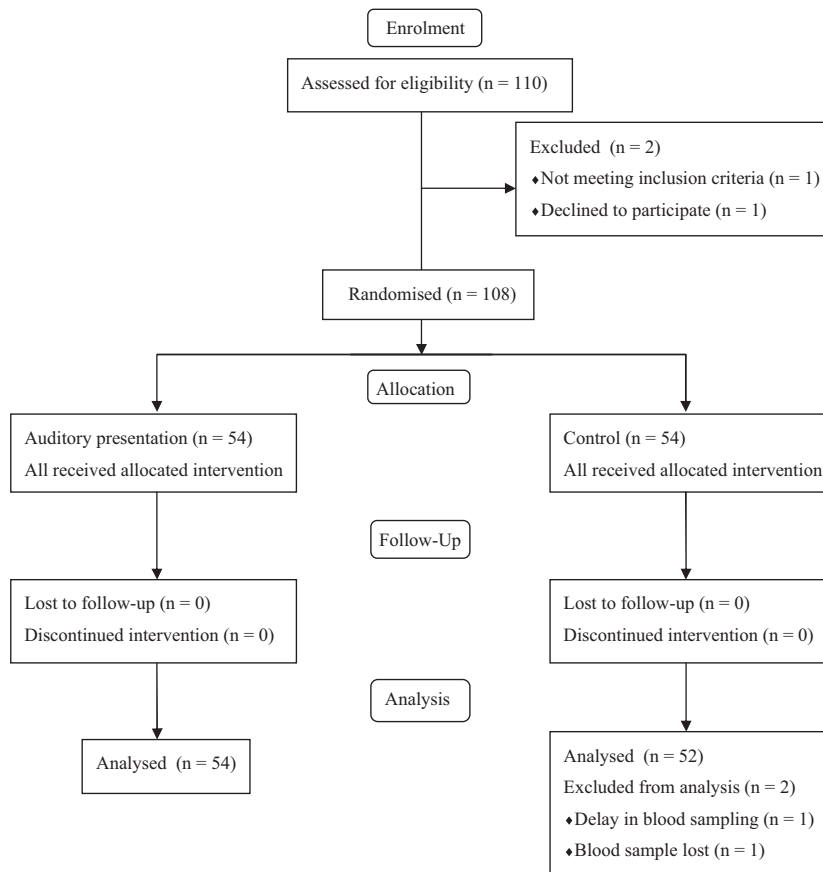 Enrolment
Assessed for eligibility (n = 110)
Excluded (n = 2)
♦Not meeting inclusion criteria (n = 1)
♦Declined to participate (n = 1)
Randomised (n = 108)
Allocation
Auditory presentation (n = 54)
All received allocated intervention
Control (n = 54)
All received allocated intervention
Follow-Up
Lost to follow-up (n = 0)
Discontinued intervention (n = 0)
Lost to follow-up (n = 0)
Discontinued intervention (n = 0)
Analysis
Analysed (n = 54)
Analysed (n = 52)
Excluded from analysis (n = 2)
♦Delay in blood sampling (n = 1)
♦Blood sample lost (n = 1)